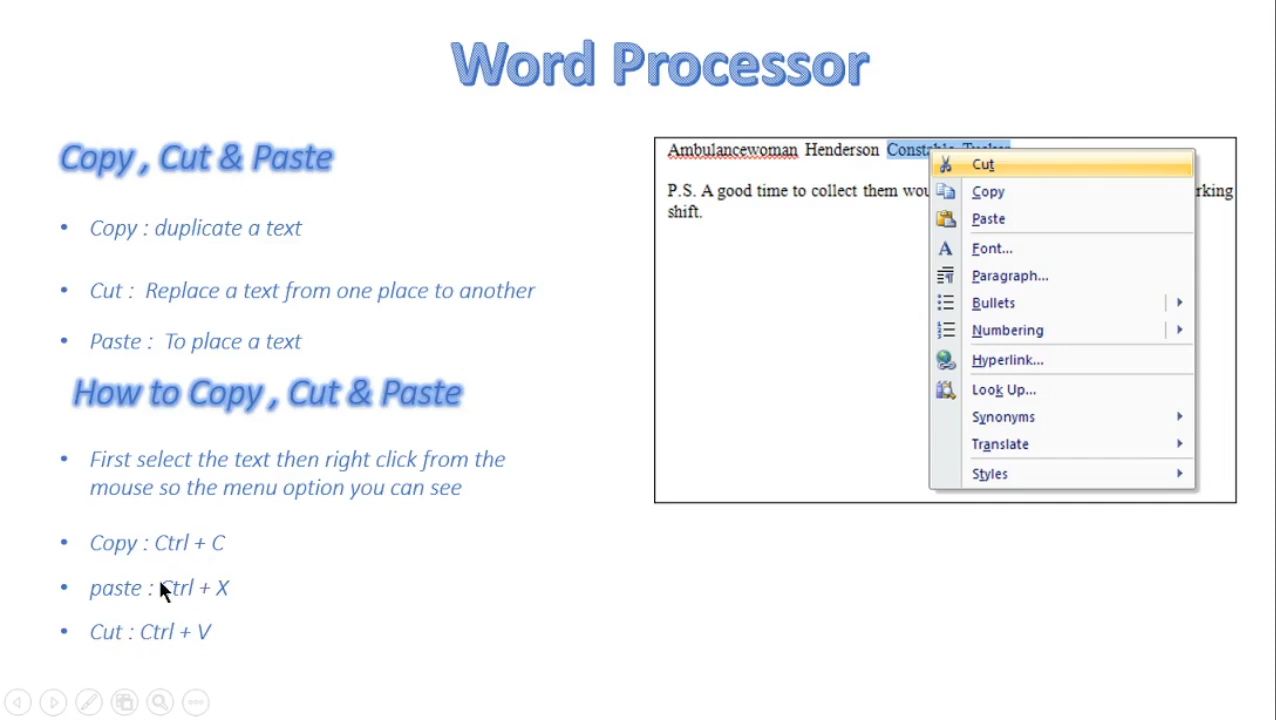 Word Processor
Copy , Cut & Paste
• Copy : duplicate a text
• Cut : Replace a text from one place to another
• Paste : To place a text
How to Copy , Cut & Paste
• First select the text then right click from the
mouse so the menu option you can see
• Copy : Ctrl + C
• paste : Ctrl + X
• Cut : Ctrl + V
Ambulancewoman Henderson Constable Tucker
P.S. A good time to collect them
shift.
Cut
Copy
Paste
Font...
Paragraph...
Bullets
Numbering
Hyperlink...
Look Up...
Synonyms
Translate
Styles